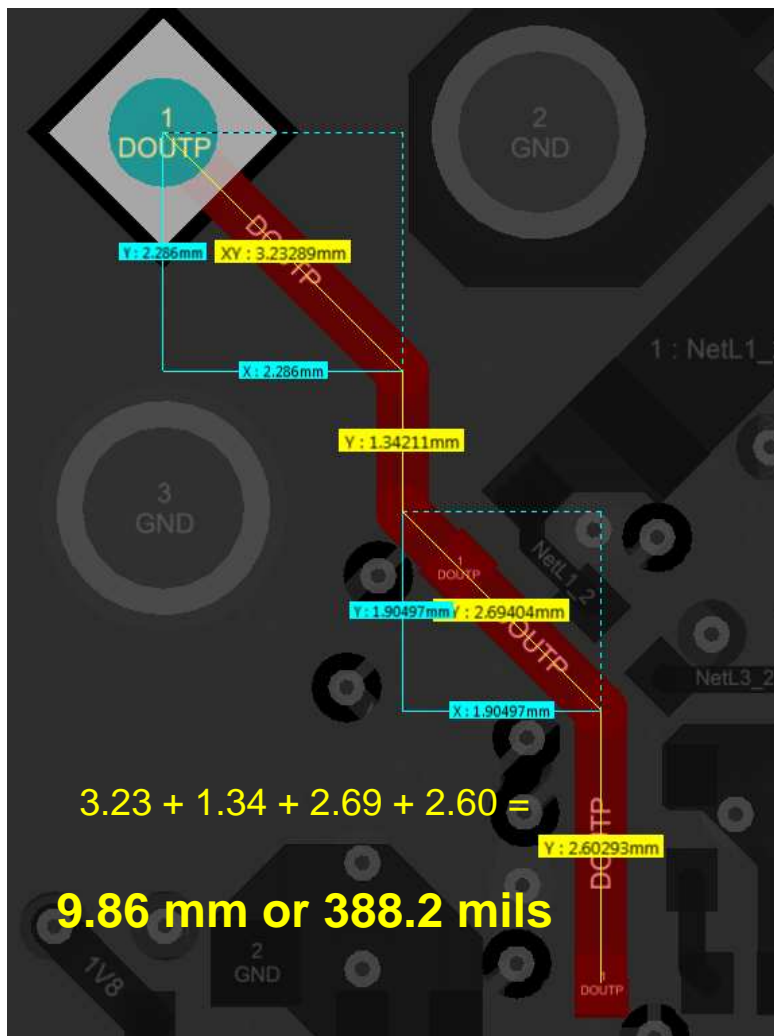 1
DOUTP
2
GND
DOUTP
Y : 2.286mm
XY : 3.23289mm
X : 2.286mm
1 : NetL1_
Y : 1.34211mm
3
GND
1
DOUTP
NetL1_2
Y : 1.90497mm
Y : 2.69404mm
DOUTP
NetL3_2
X : 1.90497mm
3.23 + 1.34 + 2.69 + 2.60 =
DOUTP
Y : 2.60293mm
9.86 mm or 388.2 mils
2
GND
1V8
1
DOUTP